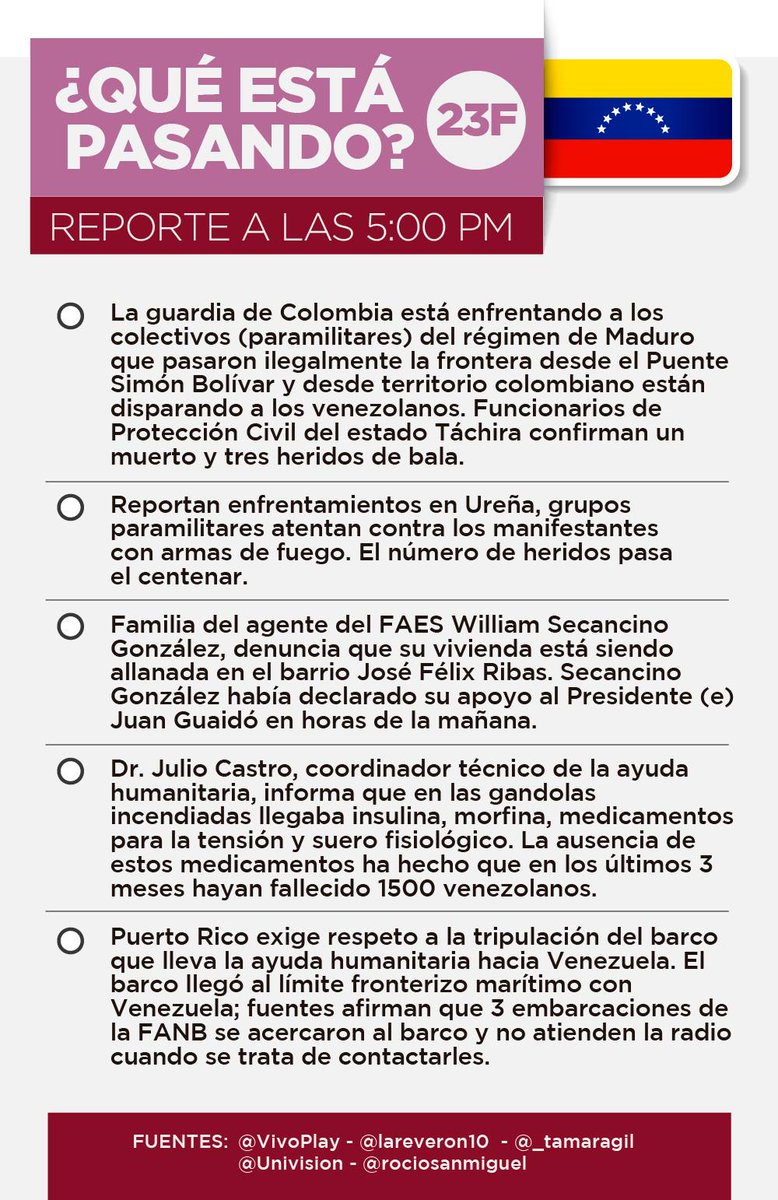 ¿QUÉ ESTÁ
PASANDO?
23F
REPORTE A LAS 5:00 PM
La guardia de Colombia está enfrentando a los
colectivos (paramilitares) del régimen de Maduro
que pasaron ilegalmente la frontera desde el Puente
Simón Bolívar y desde territorio colombiano están
disparando a los venezolanos. Funcionarios de
Protección Civil del estado Táchira confirman un
muerto y tres heridos de bala.
Reportan enfrentamientos en Ureña, grupos
paramilitares atentan contra los manifestantes
con armas de fuego. El número de heridos pasa
el centenar.
Familia del agente del FAES William Secancino
González, denuncia que su vivienda está siendo
allanada en el barrio José Félix Ribas. Secancino
González había declarado su apoyo al Presidente (e)
Juan Guaidó en horas de la mañana.
Dr. Julio Castro, coordinador técnico de la ayuda
humanitaria, informa que en las gandolas
incendiadas llegaba insulina, morfina, medicamentos
para la tensión y suero fisiológico. La ausencia de
estos medicamentos ha hecho que en los últimos 3
meses hayan fallecido 1500 venezolanos.
Puerto Rico exige respeto a la tripulación del barco
que lleva la ayuda humanitaria hacia Venezuela. El
barco llegó al límite fronterizo marítimo con
Venezuela; fuentes afirman que 3 embarcaciones de
la FANB se acercaron al barco y no atienden la radio
cuando se trata de contactarles.
FUENTES: @VivoPlay - @lareveron10 - @_tamaragil
@Univision - @rociosanmiguel